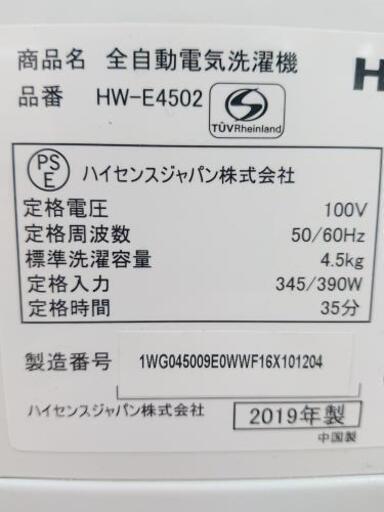 商品名 全自動電気洗濯機
品番 HW-E4502
TÜVRheinland
PS
E
ハイセンスジャパン株式会社
定格電圧 100V
定格周波数 50/60Hz
標準洗濯容量 4.5kg
定格入力 345/390W
定格時間 35分
製造番号 1WG045009E0WWF16X101204
ハイセンスジャパン株式会社 2019年製
中国製